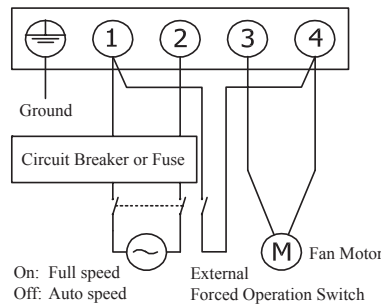 1 2 3 4
Ground
Circuit Breaker or Fuse
M Fan Motor
On: Full speed External
Off: Auto speed Forced Operation Switch